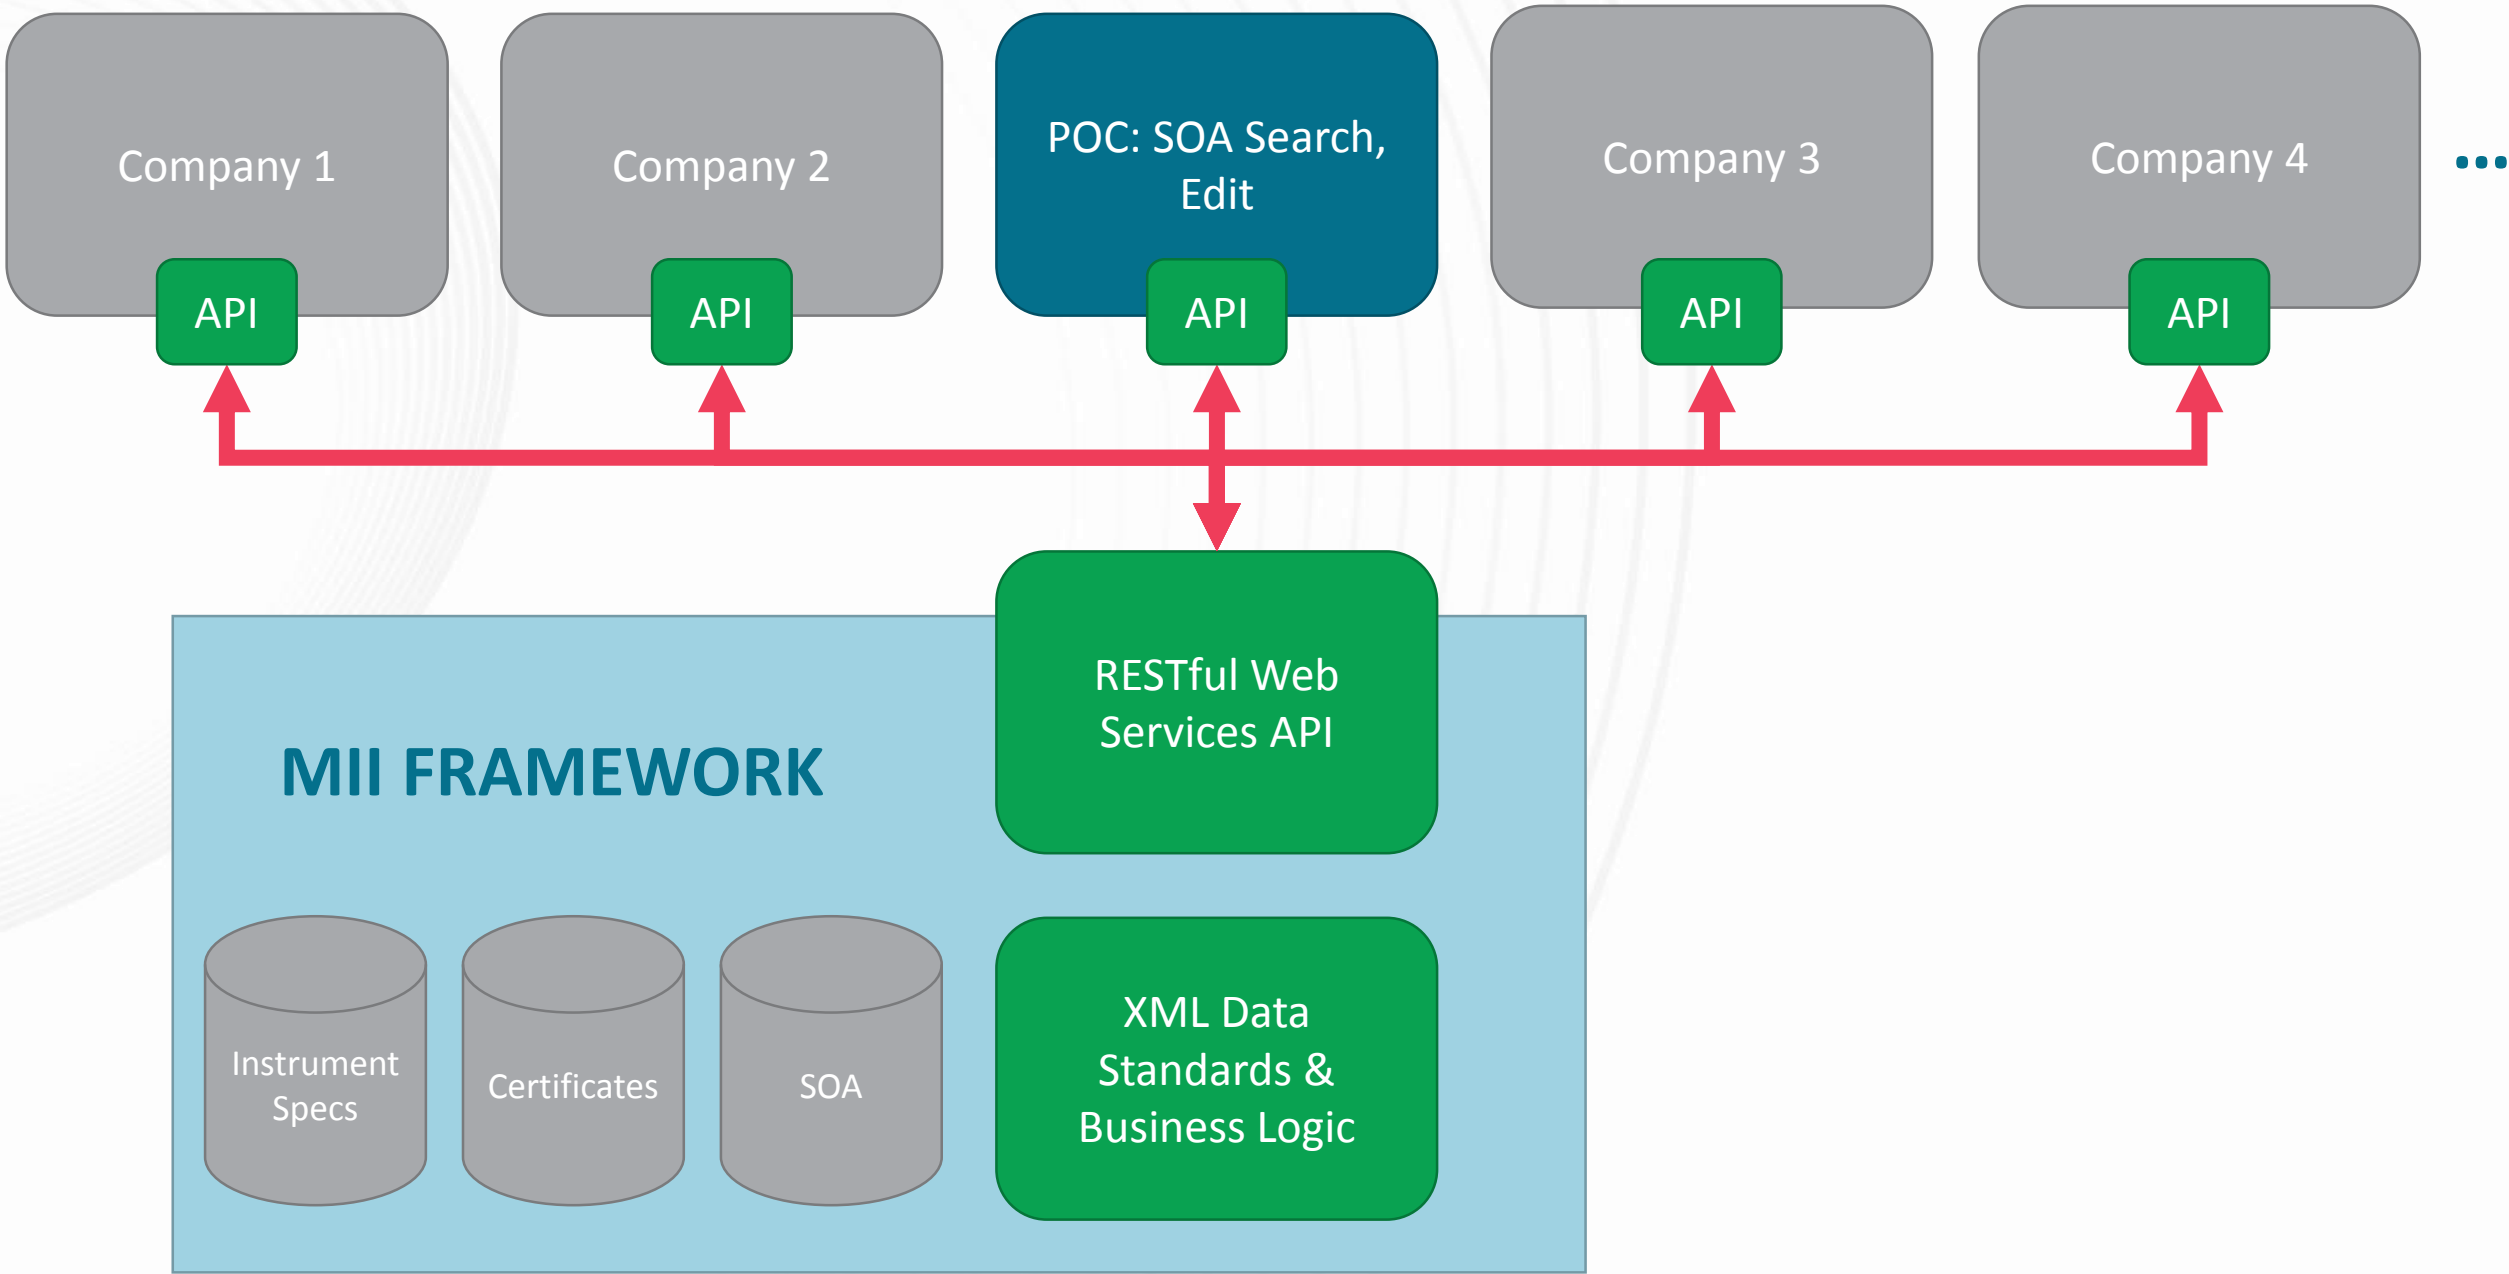 Company 1
Company 2
POC: SOA Search,
Edit
Company 3
Company 4
...
API
API
API
API
API
RESTful Web
Services API
MII FRAMEWORK
Instrument
Specs
Certificates
SOA
XML Data
Standards &
Business Logic